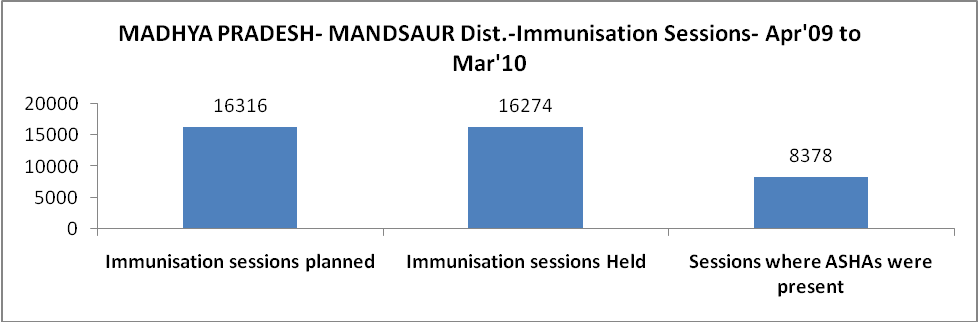 MADHYA PRADESH- MANDSAUR Dist.-Immunisation Sessions- Apr'09 to
Mar'10
20000
15000
10000
5000
0
16316
16274
8378
Immunisation sessions planned
Immunisation sessions Held
Sessions where ASHAs were
present